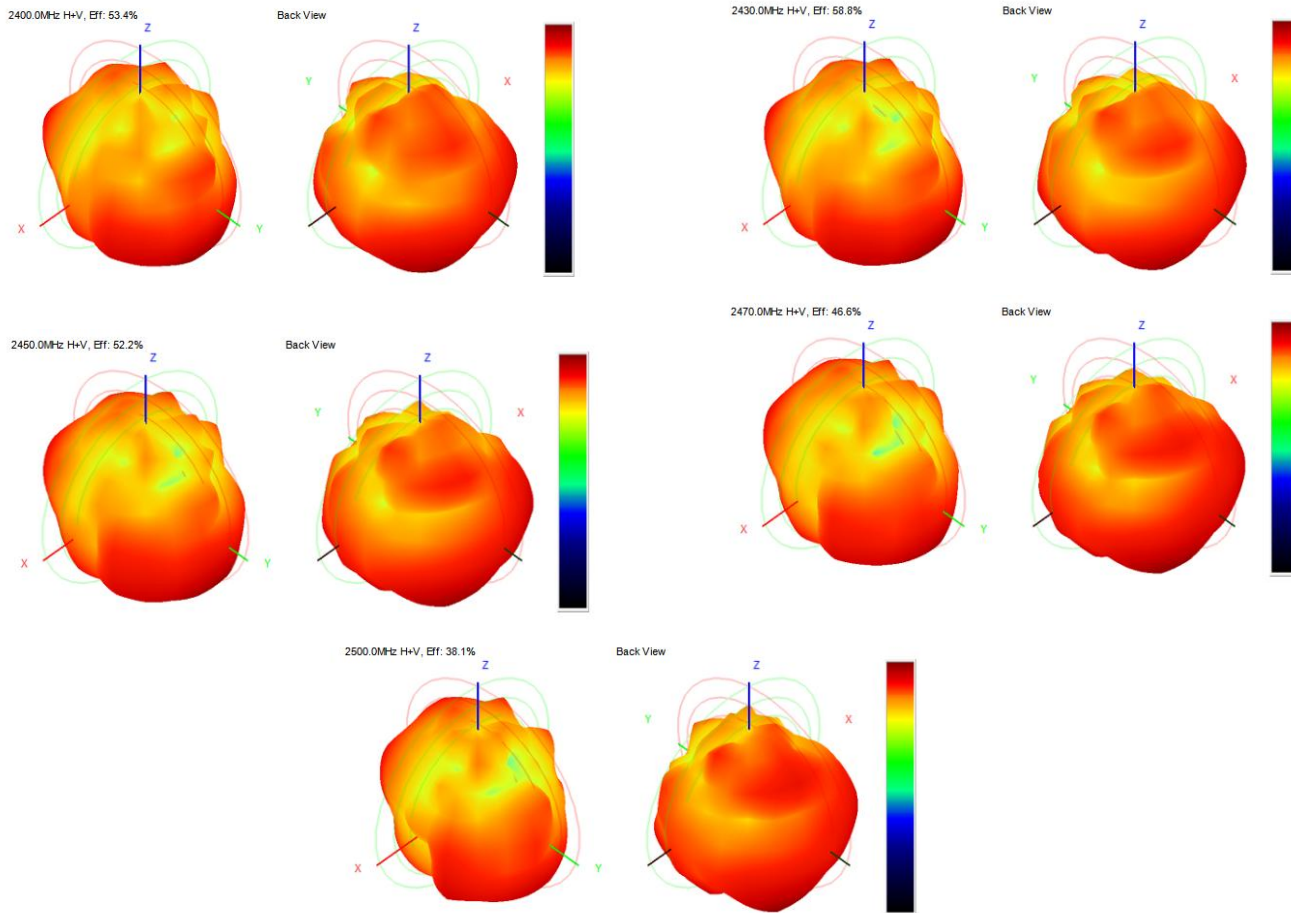 2400.0MHz H+V, Eff: 53.4%
Back View
Z
Z
Y
X
X
Y
2430.0MHz H+V, Eff: 58.8%
Back View
Z
Z
Y
X
X
Y
2450.0MHz H+V, Eff: 52.2%
Back View
Z
Z
Y
X
X
Y
2470.0MHz H+V, Eff: 46.6%
Back View
Z
Z
Y
X
X
Y
2500.0MHz H+V, Eff: 38.1%
Back View
Z
Z
Y
X
X
Y